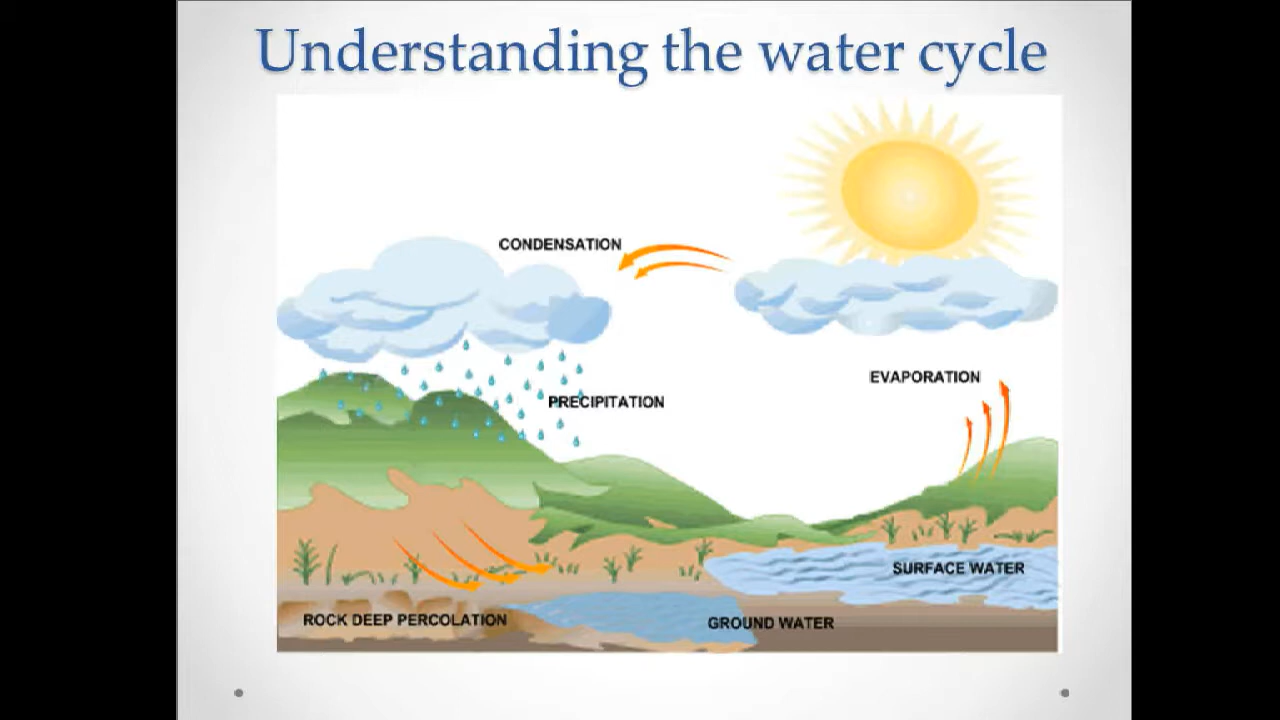 Understanding the water cycle
CONDENSATION
EVAPORATION
PRECIPITATION
SURFACE WATER
ROCK DEEP PERCOLATION
GROUND WATER